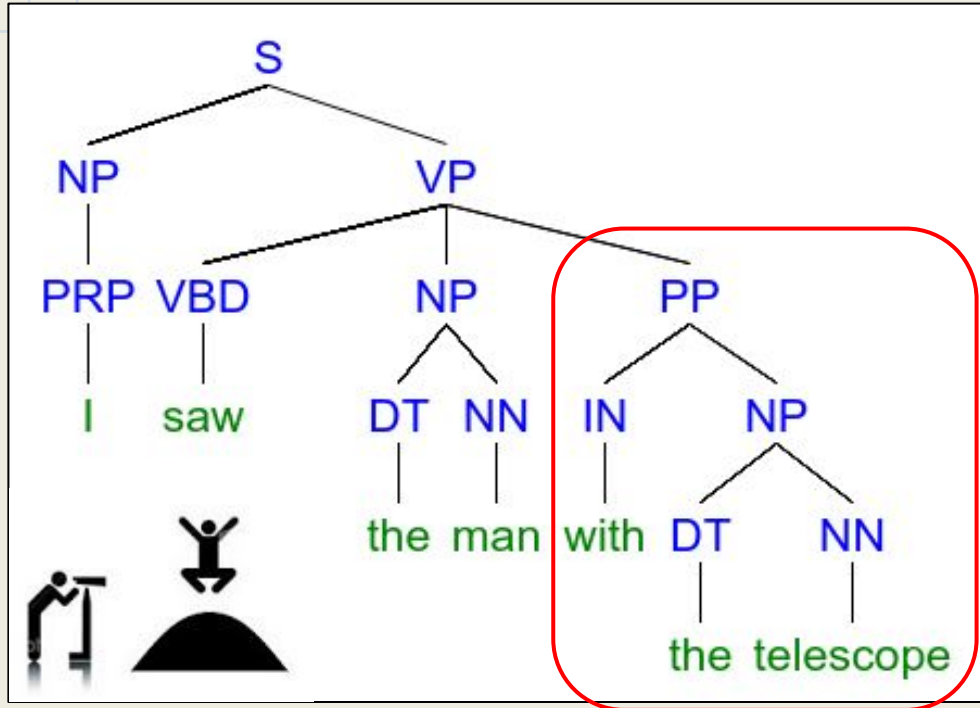 S
NP VP
PRP VBD NP PP
I saw DT NN IN NP
the man with DT NN
the telescope